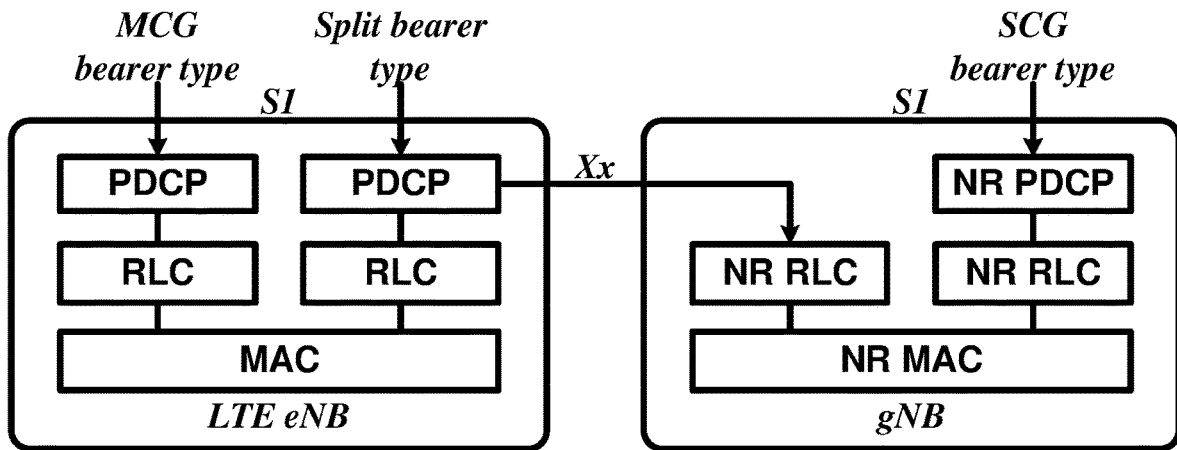 MCG
bearer type
Split bearer
type
SCG
bearer type
S1
S1
PDCP
PDCP
Xx
NR PDCP
RLC
RLC
NR RLC
NR RLC
MAC
NR MAC
LTE eNB
gNB